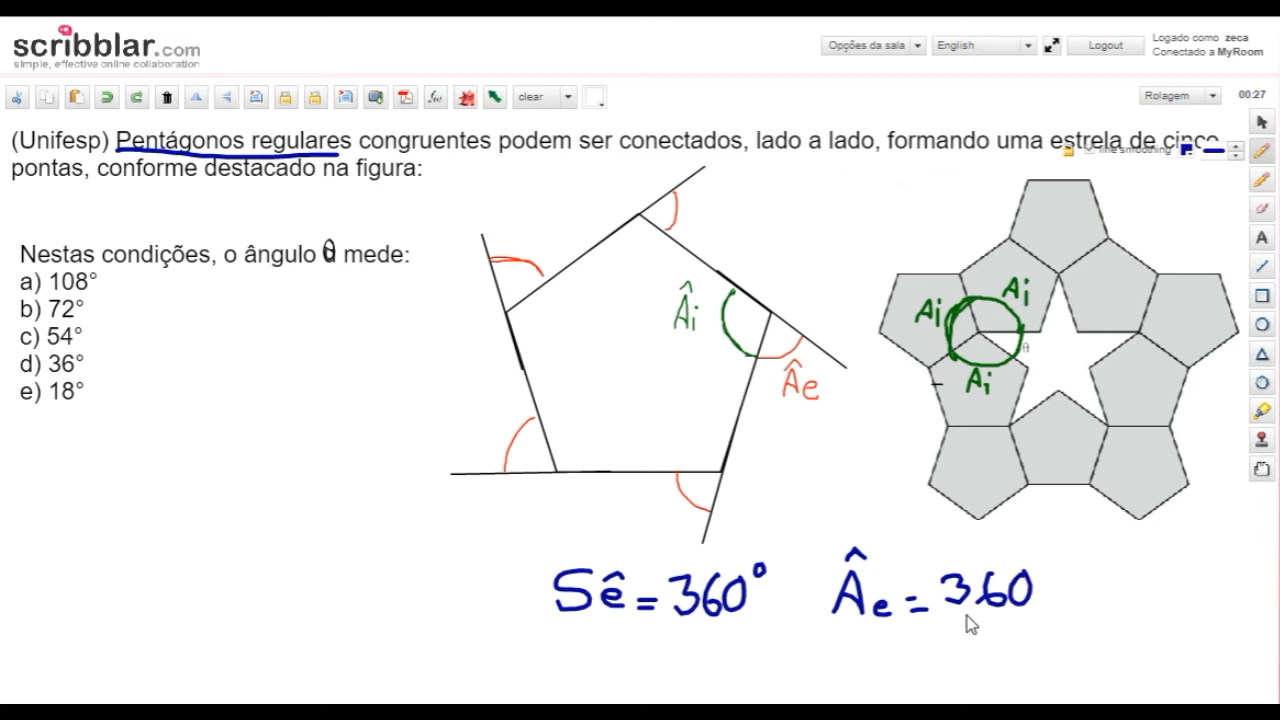 scribblar.com
simple, effective online collaboration
Opções da sala
English
Logout
Logado como zeca
Conectado a MyRoom
fx
clear
Rolagem
00:27
(Unifesp) Pentágonos regulares congruentes podem ser conectados, lado a lado, formando uma estrela de cinco
line smoothing
pontas, conforme destacado na figura:
Nestas condições, o ângulo θ mede:
a) 108°
b) 72°
c) 54°
d) 36°
e) 18°
Âi
Âe
Ai
Ai
θ
Ai
A
Sê = 360° Âe = 360